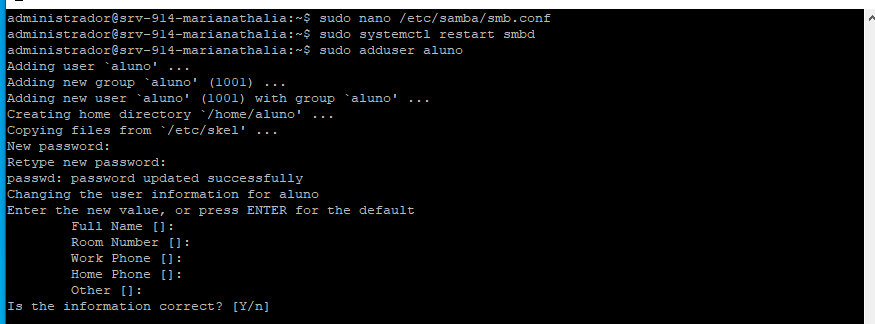 administrador@srv-914-marianathalia:~$ sudo nano /etc/samba/smb.conf
administrador@srv-914-marianathalia:~$ sudo systemctl restart smbd
administrador@srv-914-marianathalia:~$ sudo adduser aluno
Adding user `aluno' ...
Adding new group `aluno' (1001) ...
Adding new user `aluno' (1001) with group `aluno' ...
Creating home directory `/home/aluno' ...
Copying files from `/etc/skel' ...
New password:
Retype new password:
passwd: password updated successfully
Changing the user information for aluno
Enter the new value, or press ENTER for the default
        Full Name []:
        Room Number []:
        Work Phone []:
        Home Phone []:
        Other []:
Is the information correct? [Y/n]